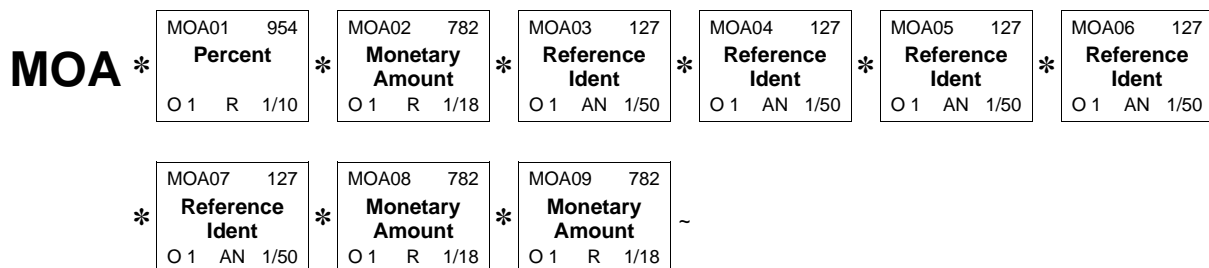 MOA * MOA01 954 * MOA02 782 * MOA03 127 * MOA04 127 * MOA05 127 * MOA06 127
Percent Monetary Reference Reference Reference Reference
Amount Ident Ident Ident Ident
O 1 R 1/10 O 1 R 1/18 O 1 AN 1/50 O 1 AN 1/50 O 1 AN 1/50 O 1 AN 1/50
* MOA07 127 * MOA08 782 * MOA09 782 ~
Reference Monetary Monetary
Ident Amount Amount
O 1 AN 1/50 O 1 R 1/18 O 1 R 1/18